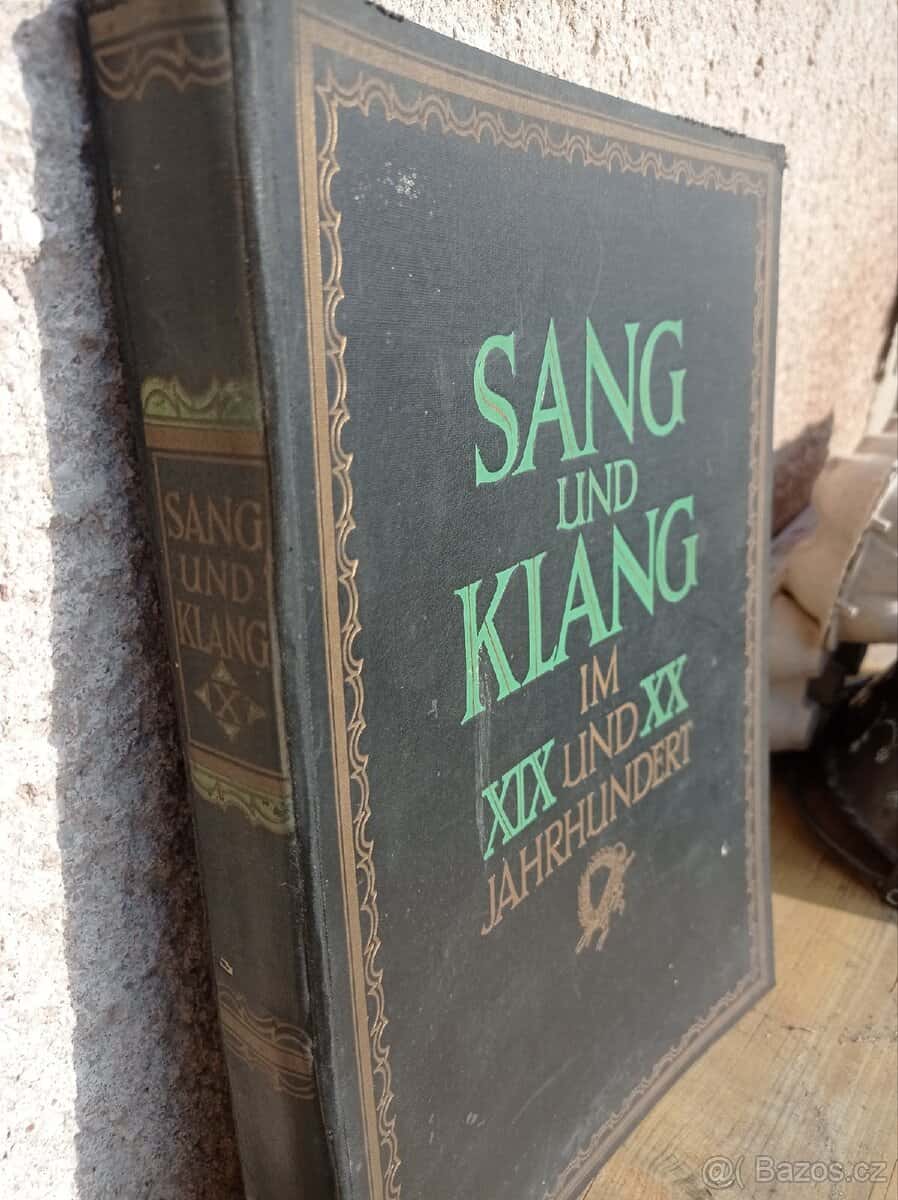 SANG
UND
KLANG
X
SANG
UND
KLANG
IM
XIX UND XX
JAHRHUNDERT
@ Bazos.cz